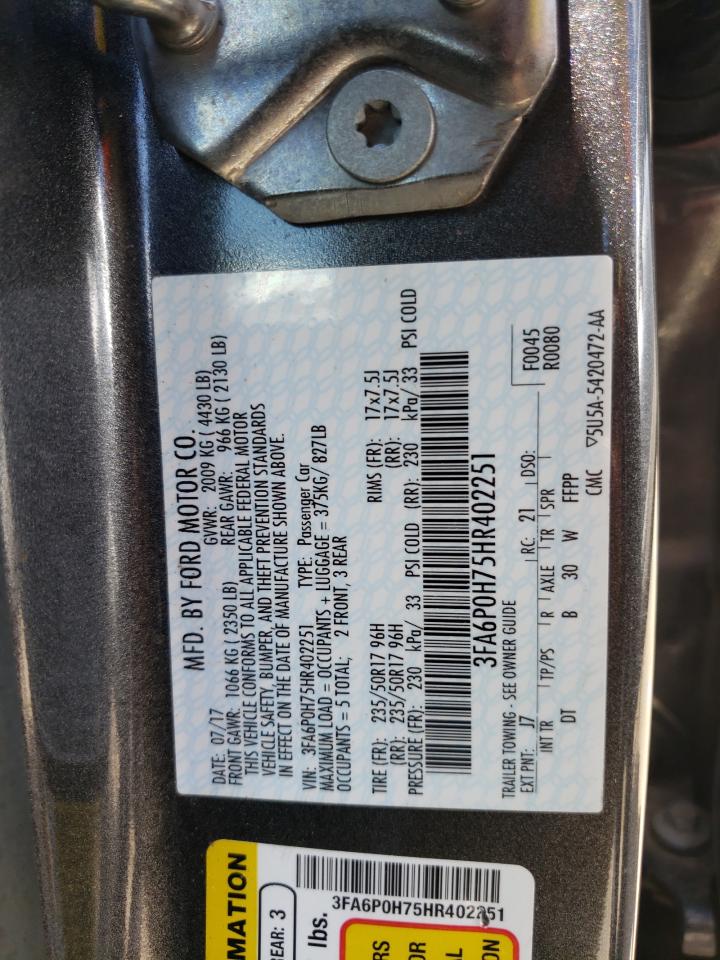 MFD. BY FORD MOTOR CO.
DATE: 07/17 GVWR: 2009 KG ( 4430 LB)
FRONT GAWR: 1066 KG ( 2350 LB) REAR GAWR: 966 KG ( 2130 LB)
THIS VEHICLE CONFORMS TO ALL APPLICABLE FEDERAL MOTOR
VEHICLE SAFETY, BUMPER, AND THEFT PREVENTION STANDARDS
IN EFFECT ON THE DATE OF MANUFACTURE SHOWN ABOVE.
VIN: 3FA6P0H75HR402251 TYPE: Passenger Car
MAXIMUM LOAD = OCCUPANTS + LUGGAGE = 375KG/ 827LB
OCCUPANTS = 5 TOTAL; 2 FRONT, 3 REAR
TIRE (FR): 235/50R17 96H RIMS (FR): 17x7.5J
(RR): 235/50R17 96H (RR): 17x7.5J
PRESSURE (FR): 230 kPa/ 33 PSI COLD (RR): 230 kPa/ 33 PSI COLD
3FA6P0H75HR402251
TRAILER TOWING - SEE OWNER GUIDE F0045
EXT PNT: J7 RC: 21 DSO: R0080
INT TR TP/PS R AXLE TR SPR
DT B 30 W FFPP
CMC ▽5U5A-5420472-AA
MATION
REAR: 3
lbs.
3FA6P0H75HR402251
RS
OR
AL
ON